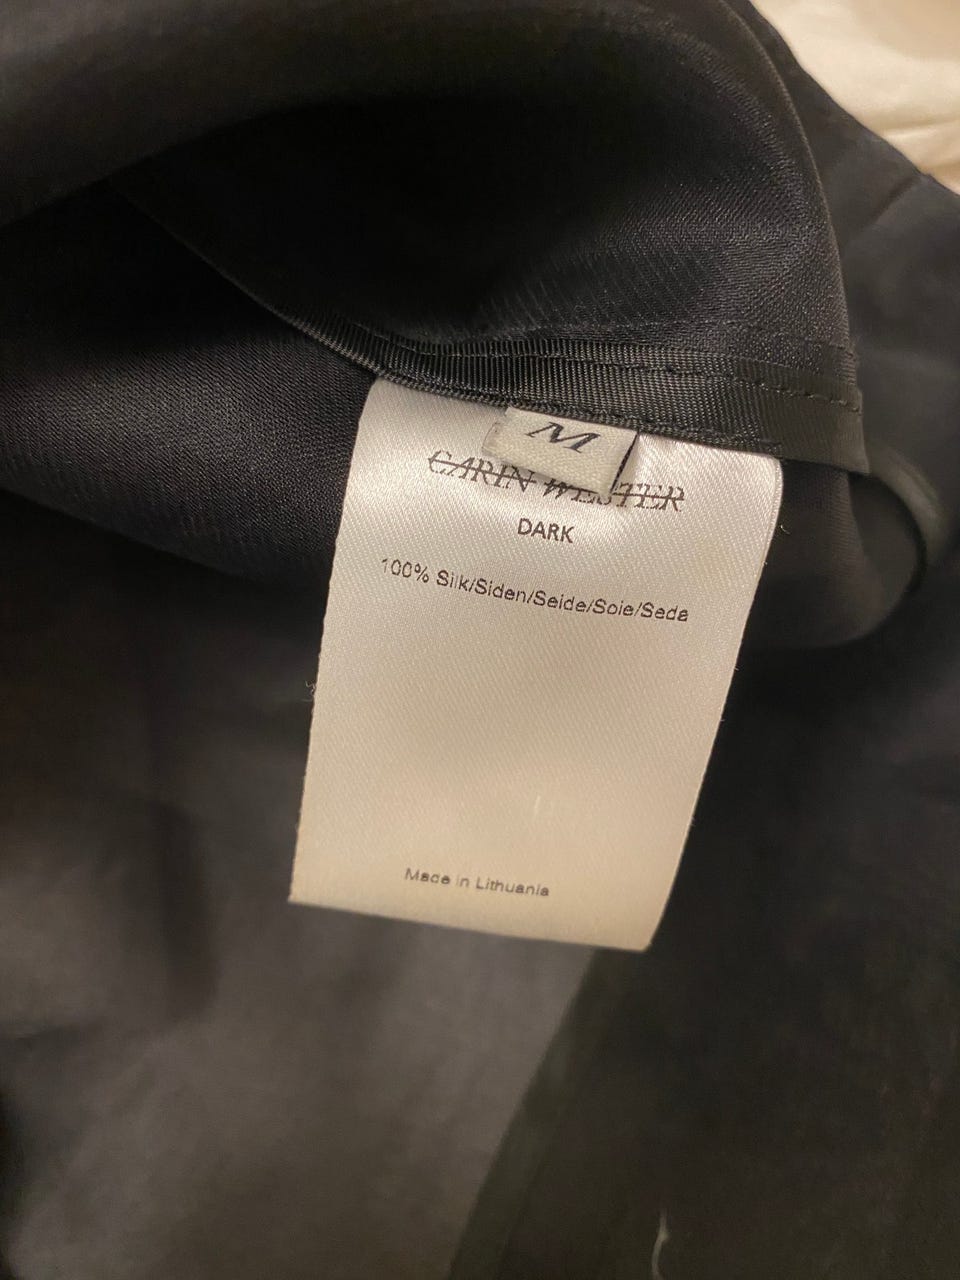 M
CARIN WESTER
DARK
100% Silk/Siden/Seide/Soie/Seda
Made in Lithuania